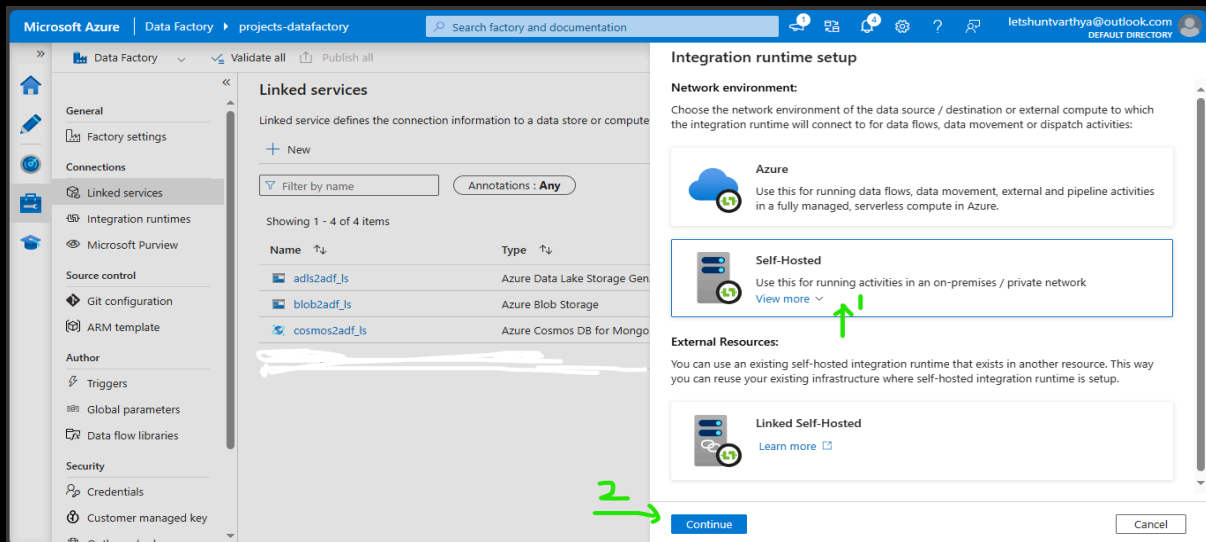 Microsoft Azure | Data Factory ▸ projects-datafactory
Search factory and documentation
1
4
letshuntvarthya@outlook.com
DEFAULT DIRECTORY
»
Data Factory
Validate all
Publish all
«
General
Factory settings
Connections
Linked services
Integration runtimes
Microsoft Purview
Source control
Git configuration
ARM template
Author
Triggers
Global parameters
Data flow libraries
Security
Credentials
Customer managed key
Linked services
Linked service defines the connection information to a data store or compute
+ New
Filter by name
Annotations : Any
Showing 1 - 4 of 4 items
Name ↑↓ Type ↑↓
adls2adf_ls Azure Data Lake Storage Gen
blob2adf_ls Azure Blob Storage
cosmos2adf_ls Azure Cosmos DB for Mongo
Integration runtime setup
Network environment:
Choose the network environment of the data source / destination or external compute to which
the integration runtime will connect to for data flows, data movement or dispatch activities:
Azure
Use this for running data flows, data movement, external and pipeline activities
in a fully managed, serverless compute in Azure.
Self-Hosted
Use this for running activities in an on-premises / private network
View more
1
External Resources:
You can use an existing self-hosted integration runtime that exists in another resource. This way
you can reuse your existing infrastructure where self-hosted integration runtime is setup.
Linked Self-Hosted
Learn more
2
Continue
Cancel